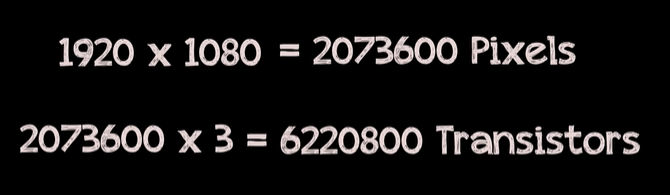 1920 x 1080 = 2073600 Pixels
2073600 x 3 = 6220800 Transistors